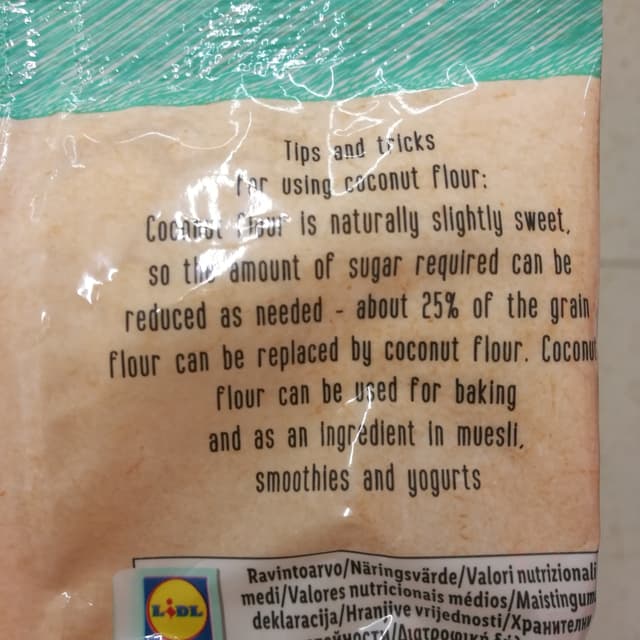 Tips and tricks
for using coconut flour:
Coconut flour is naturally slightly sweet,
so the amount of sugar required can be
reduced as needed - about 25% of the grain
flour can be replaced by coconut flour. Coconut
flour can be used for baking
and as an ingredient in muesli,
smoothies and yogurts
LIDL
Ravintoarvo/Näringsvärde/Valori nutrizionali
medi/Valores nutricionais médios/Maistingum
deklaracija/Hranjive vrijednosti/Хранителн